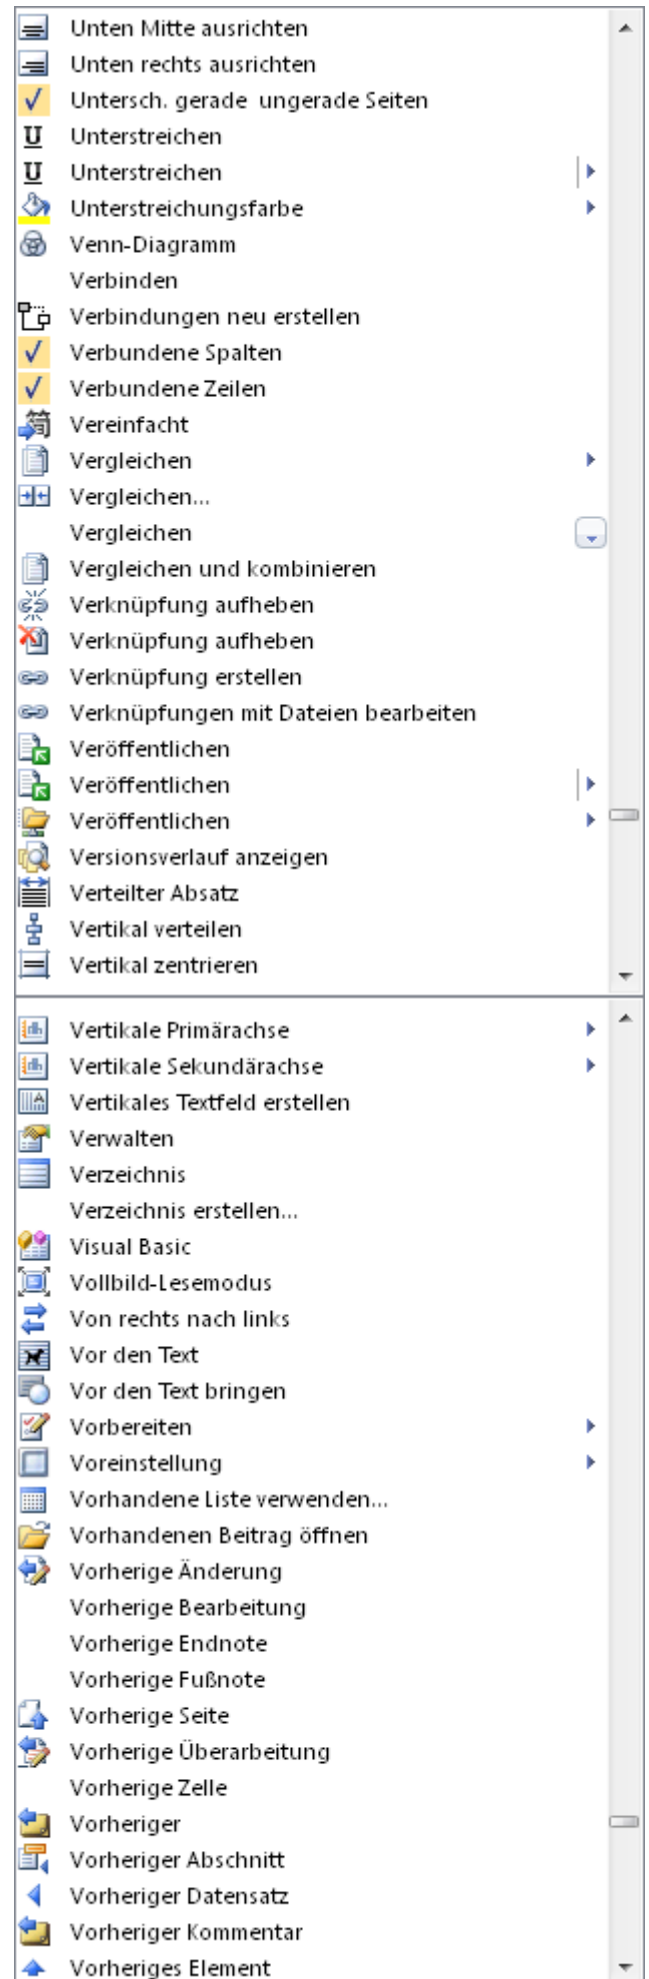 Unten Mitte ausrichten
Unten rechts ausrichten
Untersch. gerade  ungerade Seiten
Unterstreichen
Unterstreichen
Unterstreichungsfarbe
Venn-Diagramm
Verbinden
Verbindungen neu erstellen
Verbundene Spalten
Verbundene Zeilen
Vereinfacht
Vergleichen
Vergleichen...
Vergleichen
Vergleichen und kombinieren
Verknüpfung aufheben
Verknüpfung aufheben
Verknüpfung erstellen
Verknüpfungen mit Dateien bearbeiten
Veröffentlichen
Veröffentlichen
Veröffentlichen
Versionsverlauf anzeigen
Verteilter Absatz
Vertikal verteilen
Vertikal zentrieren
Vertikale Primärachse
Vertikale Sekundärachse
Vertikales Textfeld erstellen
Verwalten
Verzeichnis
Verzeichnis erstellen...
Visual Basic
Vollbild-Lesemodus
Von rechts nach links
Vor den Text
Vor den Text bringen
Vorbereiten
Voreinstellung
Vorhandene Liste verwenden...
Vorhandenen Beitrag öffnen
Vorherige Änderung
Vorherige Bearbeitung
Vorherige Endnote
Vorherige Fußnote
Vorherige Seite
Vorherige Überarbeitung
Vorherige Zelle
Vorheriger
Vorheriger Abschnitt
Vorheriger Datensatz
Vorheriger Kommentar
Vorheriges Element